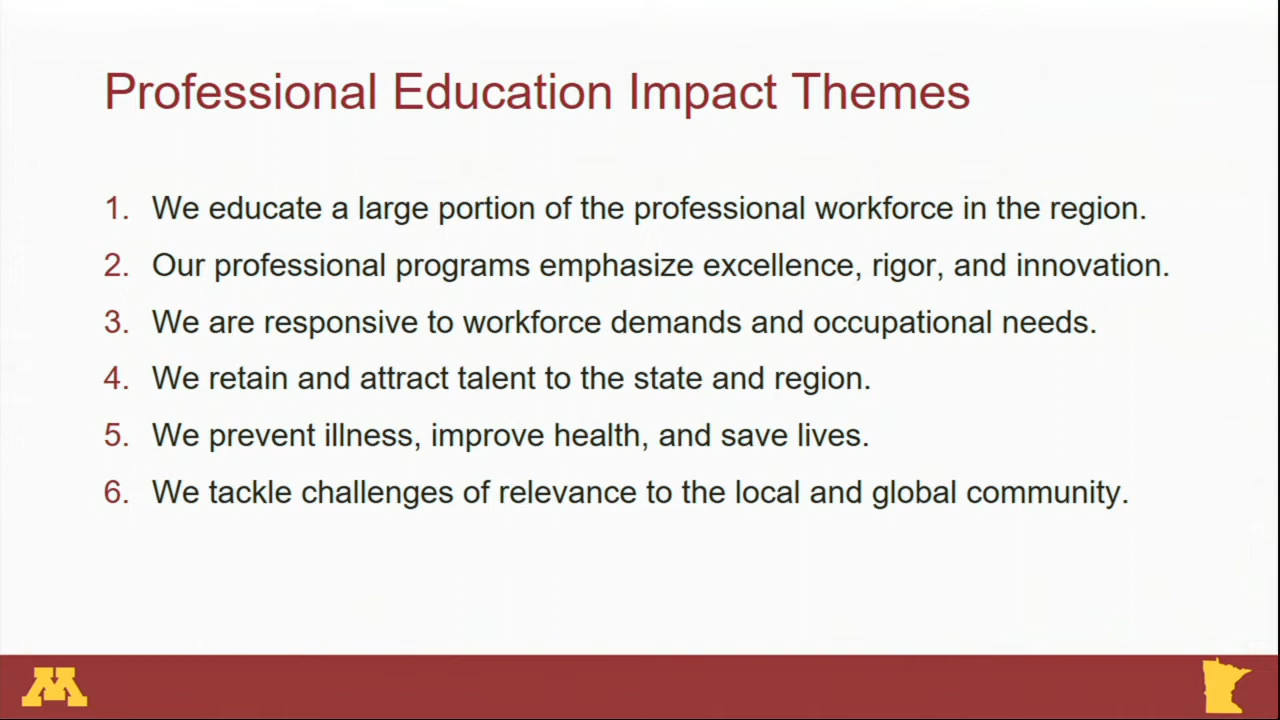 Professional Education Impact Themes
1. We educate a large portion of the professional workforce in the region.
2. Our professional programs emphasize excellence, rigor, and innovation.
3. We are responsive to workforce demands and occupational needs.
4. We retain and attract talent to the state and region.
5. We prevent illness, improve health, and save lives.
6. We tackle challenges of relevance to the local and global community.
M